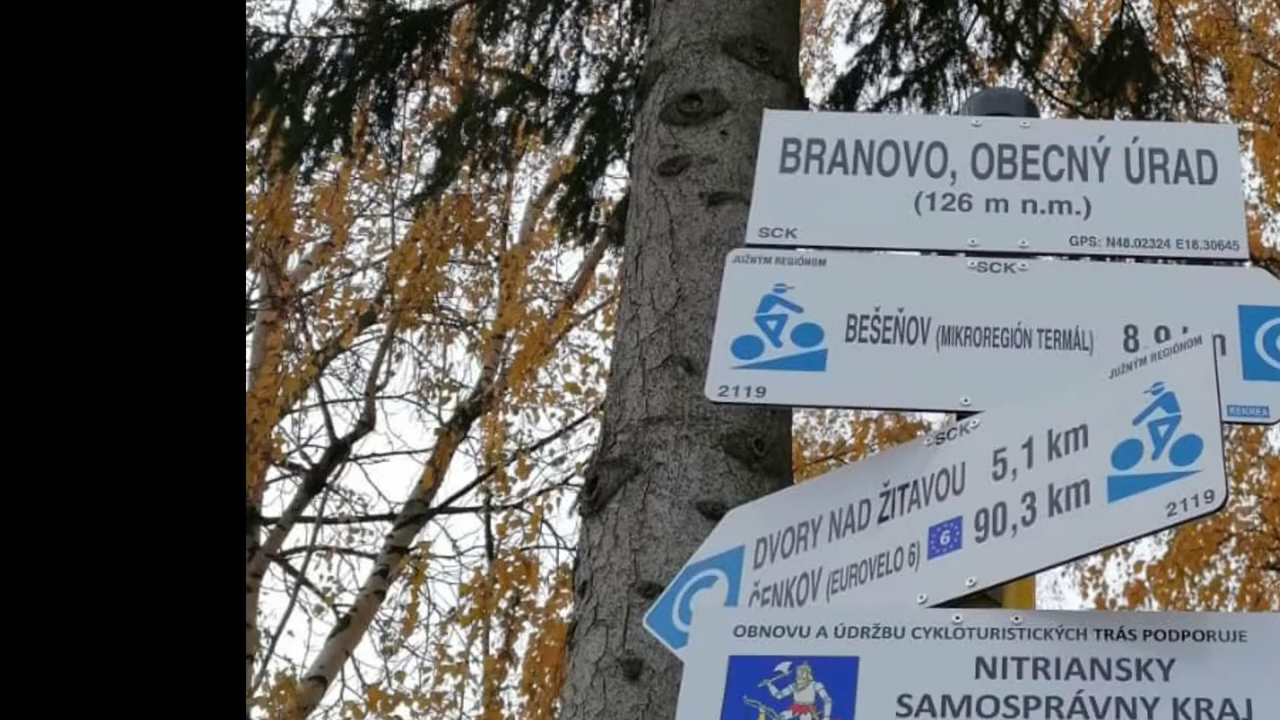 BRANOVO, OBECNÝ ÚRAD
(126 m n.m.)
SCK
GPS: N48.02324 E18.30645
JUŽNÝM REGIÓNOM
SCK
BEŠEŇOV (MIKROREGIÓN TERMÁL)
2119
REKREA
JUŽNÝM REGIÓNOM
SCK
DVORY NAD ŽITAVOU 5,1 km
ČENKOV (EUROVELO 6) 6 90,3 km
2119
OBNOVU A ÚDRŽBU CYKLOTURISTICKÝCH TRÁS PODPORUJE
NITRIANSKY
SAMOSPRÁVNY KRAJ